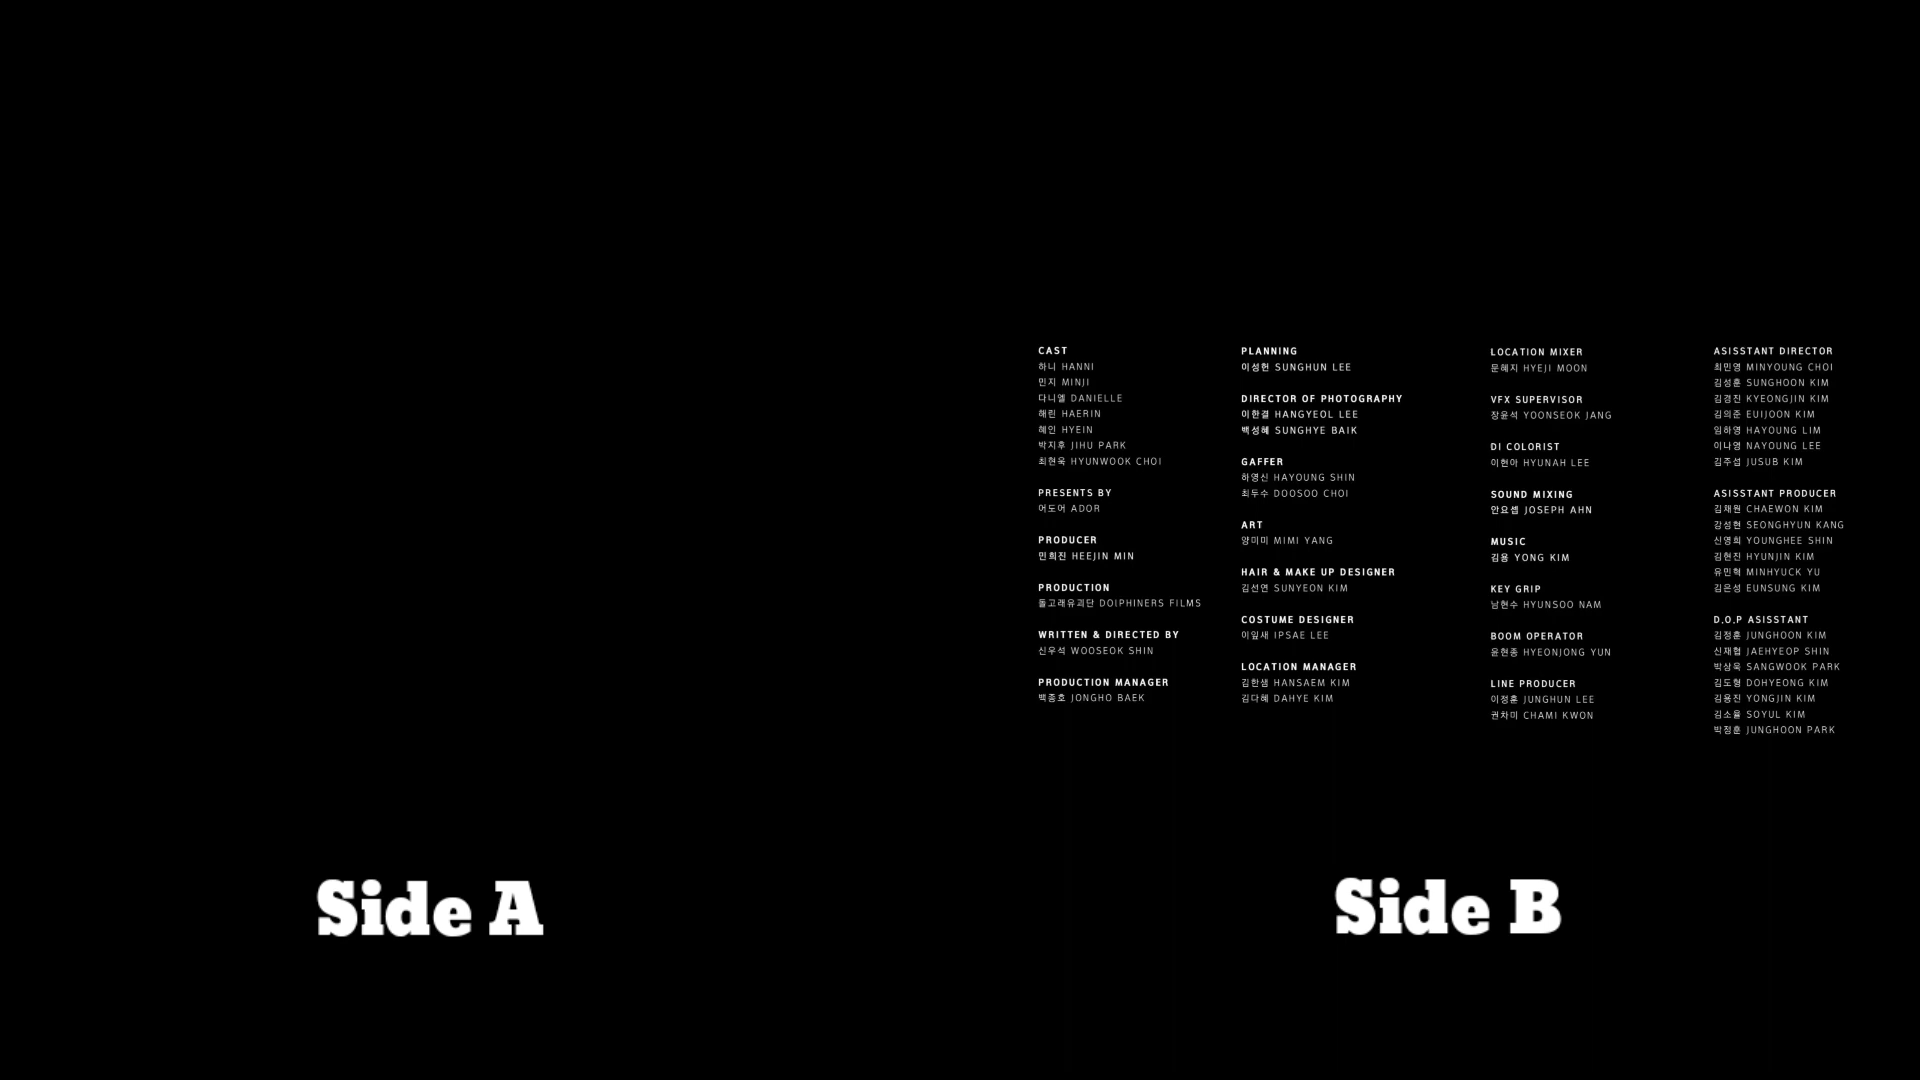 CAST
하니 HANNI
민지 MINJI
다니엘 DANIELLE
해린 HAERIN
혜인 HYEIN
박지후 JIHU PARK
최현욱 HYUNWOOK CHOI
PRESENTS BY
어도어 ADOR
PRODUCER
민희진 HEEJIN MIN
PRODUCTION
돌고래유괴단 DOIPHINERS FILMS
WRITTEN & DIRECTED BY
신우석 WOOSEOK SHIN
PRODUCTION MANAGER
백종호 JONGHO BAEK
PLANNING
이성헌 SUNGHUN LEE
DIRECTOR OF PHOTOGRAPHY
이한결 HANGYEOL LEE
백성혜 SUNGHYE BAIK
GAFFER
하영신 HAYOUNG SHIN
최두수 DOOSOO CHOI
ART
양미미 MIMI YANG
HAIR & MAKE UP DESIGNER
김선연 SUNYEON KIM
COSTUME DESIGNER
이잎새 IPSAE LEE
LOCATION MANAGER
김한샘 HANSAEM KIM
김다혜 DAHYE KIM
LOCATION MIXER
문혜지 HYEJI MOON
VFX SUPERVISOR
장윤석 YOONSEOK JANG
DI COLORIST
이현아 HYUNAH LEE
SOUND MIXING
안요셉 JOSEPH AHN
MUSIC
김용 YONG KIM
KEY GRIP
남현수 HYUNSOO NAM
BOOM OPERATOR
윤현종 HYEONJONG YUN
LINE PRODUCER
이정훈 JUNGHUN LEE
권차미 CHAMI KWON
ASISSTANT DIRECTOR
최민영 MINYOUNG CHOI
김성훈 SUNGHOON KIM
김경진 KYEONGJIN KIM
김의준 EUIJOON KIM
임하영 HAYOUNG LIM
이나영 NAYOUNG LEE
김주섭 JUSUB KIM
ASISSTANT PRODUCER
김채원 CHAEWON KIM
강성현 SEONGHYUN KANG
신영희 YOUNGHEE SHIN
김현진 HYUNJIN KIM
유민혁 MINHYUCK YU
김은성 EUNSUNG KIM
D.O.P ASISSTANT
김정훈 JUNGHOON KIM
신재협 JAEHYEOP SHIN
박상욱 SANGWOOK PARK
김도형 DOHYEONG KIM
김용진 YONGJIN KIM
김소율 SOYUL KIM
박정훈 JUNGHOON PARK
Side A
Side B